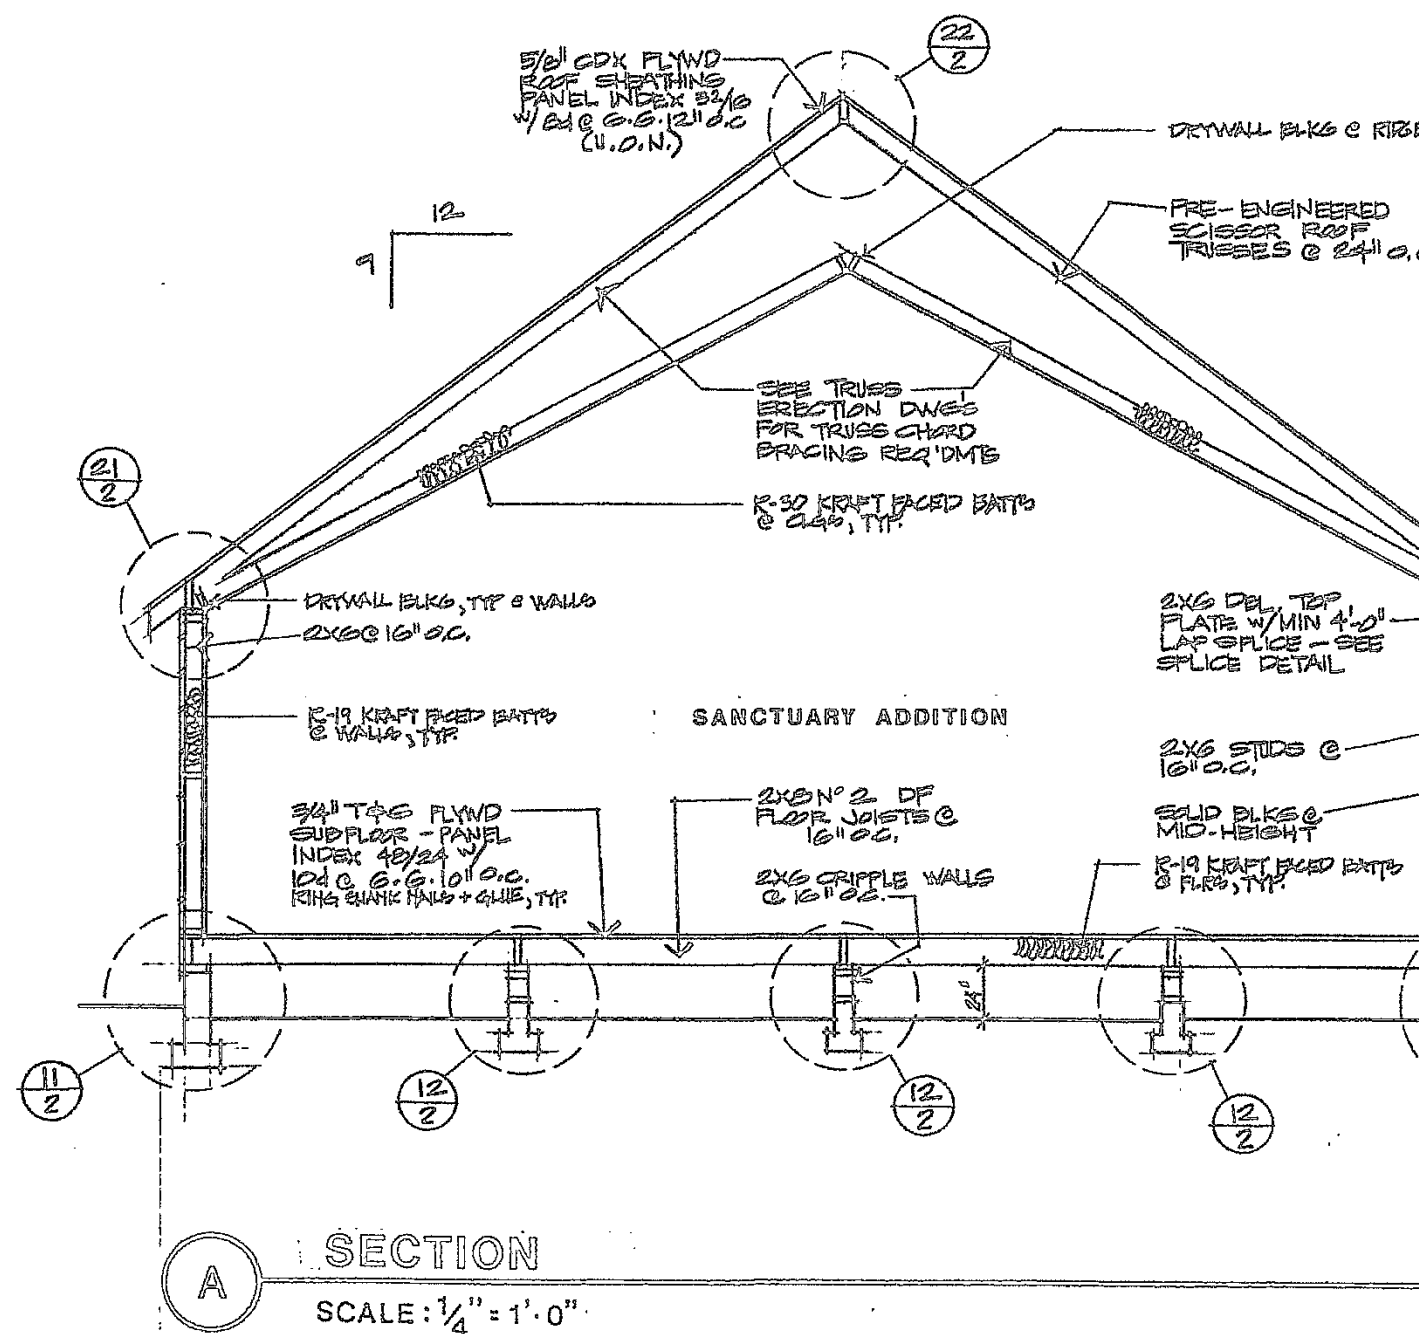 5/8" CDX PLYWD
ROOF SHEATHING
PANEL INDEX 32/16
W/ 8d @ 6·6·12" O.C
(U.O.N.)
22
2
DRYWALL BLKG @ RIDGE
12
9
PRE-ENGINEERED
SCISSOR ROOF
TRUSSES @ 24" O.C
SEE TRUSS
ERECTION DWG'S
FOR TRUSS CHORD
BRACING REQ'DMTS
21
2
R-30 KRAFT FACED BATTS
@ CLGS, TYP.
DRYWALL BLKG, TYP @ WALLS
2X6 @ 16" O.C.
2X6 DBL. TOP
PLATE W/ MIN 4'-0"
LAP SPLICE - SEE
SPLICE DETAIL
R-19 KRAFT FACED BATTS
@ WALLS, TYP.
SANCTUARY ADDITION
2X6 STUDS @
16" O.C.
3/4" T&G PLYWD
SUBFLOOR - PANEL
INDEX 48/24 W/
10d @ 6·6·10" O.C.
RING SHANK NAILS + GLUE, TYP.
2X8 Nº 2 DF
FLOOR JOISTS @
16" O.C.
2X6 CRIPPLE WALLS
@ 16" O.C.
SOLID BLKS @
MID-HEIGHT
R-19 KRAFT FACED BATTS
@ FLRS, TYP.
24"
11
2
12
2
12
2
12
2
A
SECTION
SCALE: 1/4" = 1'·0"